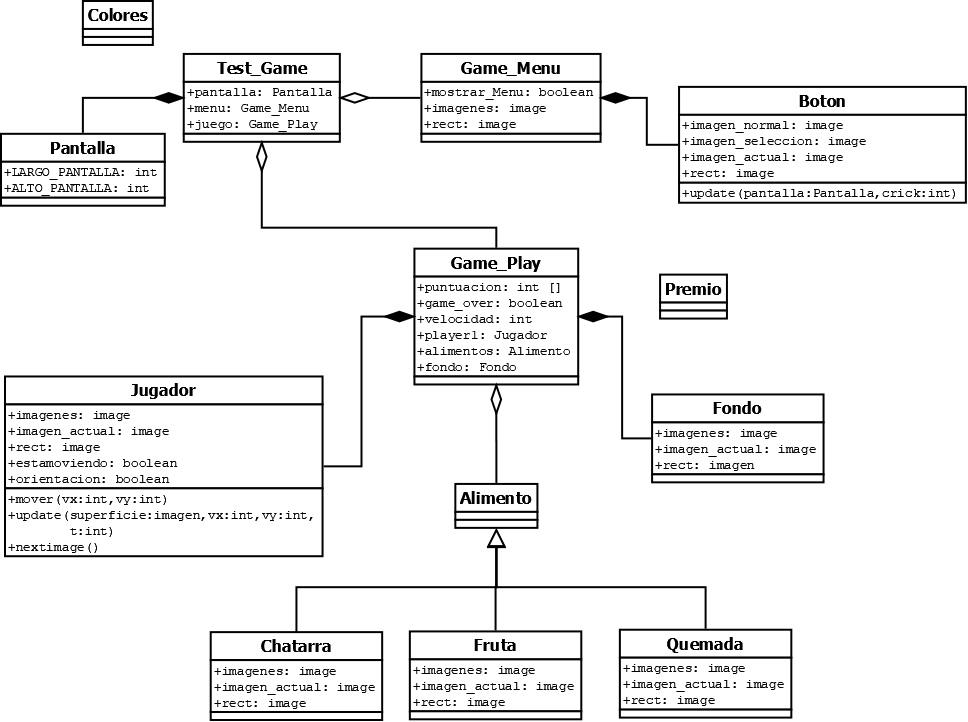 Colores
Test_Game
+pantalla: Pantalla
+menu: Game_Menu
+juego: Game_Play
Game_Menu
+mostrar_Menu: boolean
+imagenes: image
+rect: image
Boton
+imagen_normal: image
+imagen_seleccion: image
+imagen_actual: image
+rect: image
+update(pantalla:Pantalla,crick:int)
Pantalla
+LARGO_PANTALLA: int
+ALTO_PANTALLA: int
Game_Play
+puntuacion: int []
+game_over: boolean
+velocidad: int
+player1: Jugador
+alimentos: Alimento
+fondo: Fondo
Premio
Jugador
+imagenes: image
+imagen_actual: image
+rect: image
+estamoviendo: boolean
+orientacion: boolean
+mover(vx:int,vy:int)
+update(superficie:imagen,vx:int,vy:int,
t:int)
+nextimage()
Fondo
+imagenes: image
+imagen_actual: image
+rect: imagen
Alimento
Chatarra
+imagenes: image
+imagen_actual: image
+rect: image
Fruta
+imagenes: image
+imagen_actual: image
+rect: image
Quemada
+imagenes: image
+imagen_actual: image
+rect: image